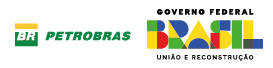 BR PETROBRAS
GOVERNO FEDERAL
BRASIL
UNIÃO E RECONSTRUÇÃO